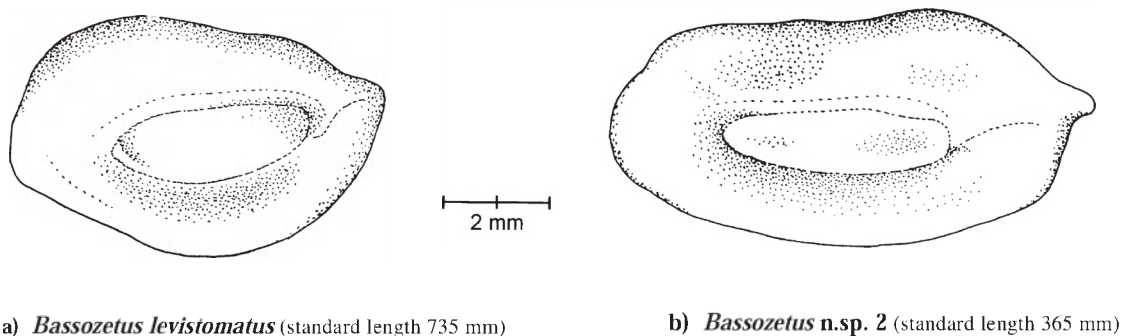 2 mm
a) Bassozetus levistomatus (standard length 735 mm)
b) Bassozetus n.sp. 2 (standard length 365 mm)